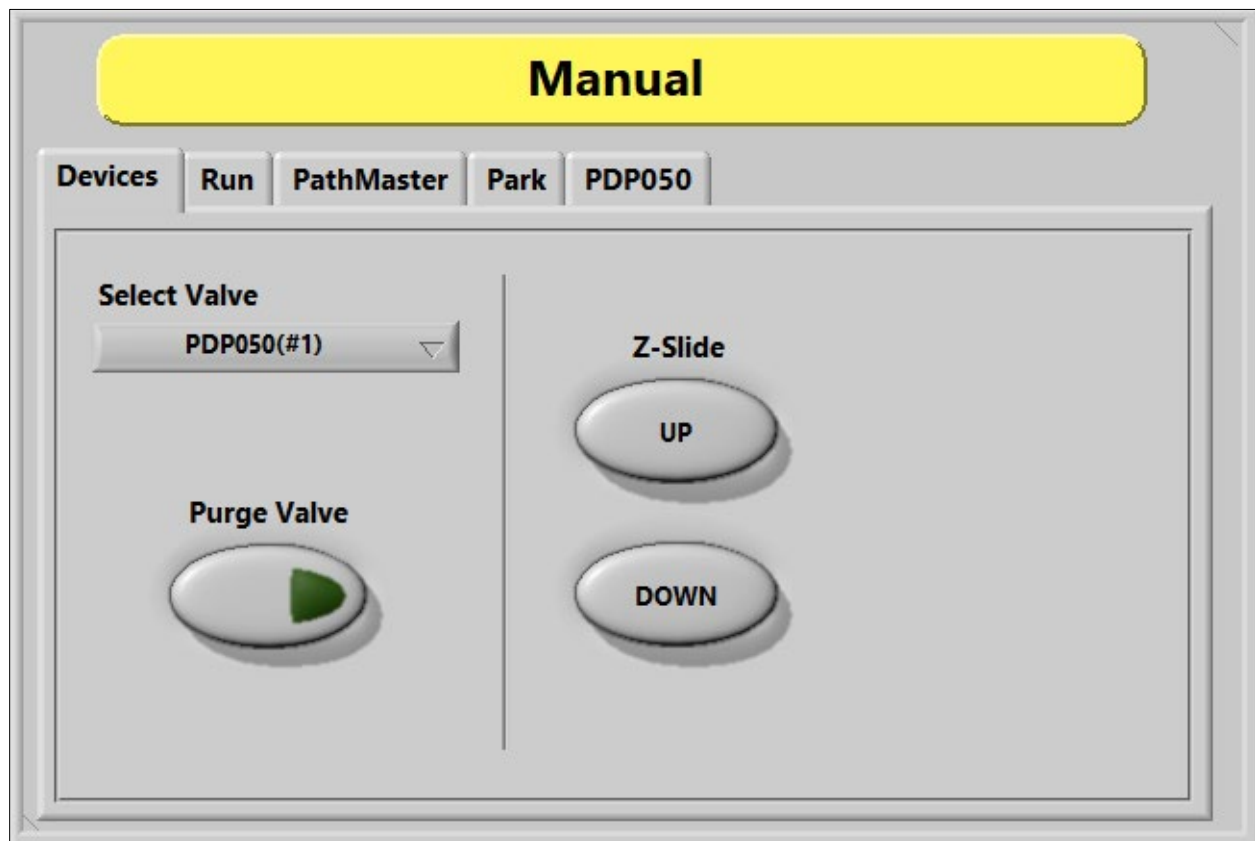 Manual
Devices Run PathMaster Park PDP050
Select Valve
PDP050(#1)
Z-Slide
UP
Purge Valve
DOWN